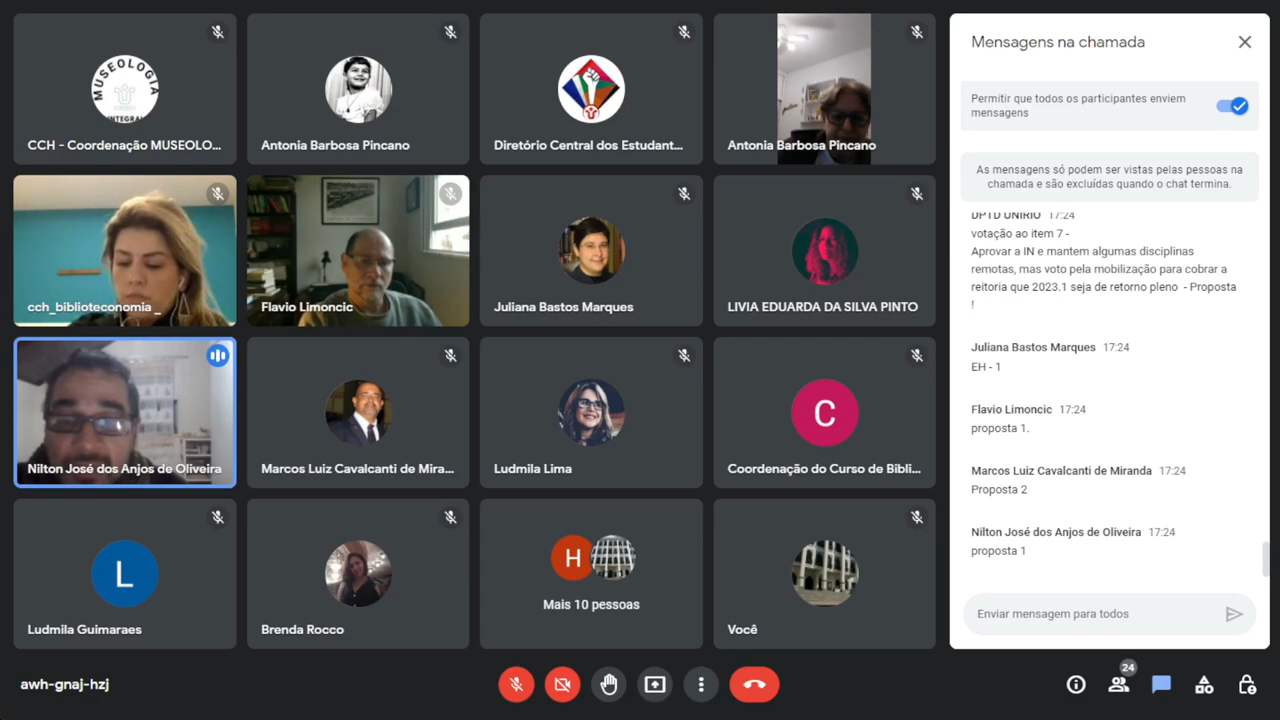 MUSEOLOGIA
INTEGRAL
CCH - Coordenação MUSEOLO...
Antonia Barbosa Pincano
Diretório Central dos Estudant...
Antonia Barbosa Pincano
cch_biblioteconomia _
Flavio Limoncic
Juliana Bastos Marques
LIVIA EDUARDA DA SILVA PINTO
Nilton José dos Anjos de Oliveira
Marcos Luiz Cavalcanti de Mira...
Ludmila Lima
C
Coordenação do Curso de Bibli...
L
Ludmila Guimaraes
Brenda Rocco
H
Mais 10 pessoas
Você
awh-gnaj-hzj
Mensagens na chamada
Permitir que todos os participantes enviem
mensagens
As mensagens só podem ser vistas pelas pessoas na
chamada e são excluídas quando o chat termina.
DPTD UNIRIO 17:24
votação ao item 7 -
Aprovar a IN e mantem algumas disciplinas
remotas, mas voto pela mobilização para cobrar a
reitoria que 2023.1 seja de retorno pleno - Proposta
!
Juliana Bastos Marques 17:24
EH - 1
Flavio Limoncic 17:24
proposta 1.
Marcos Luiz Cavalcanti de Miranda 17:24
Proposta 2
Nilton José dos Anjos de Oliveira 17:24
proposta 1
Enviar mensagem para todos
24